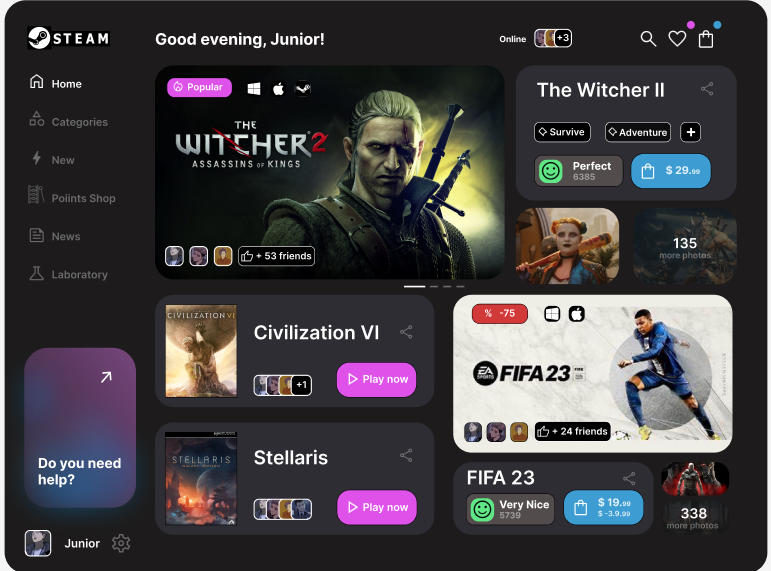 STEAM
Good evening, Junior!
Online
+3
Home
Categories
New
Poiints Shop
News
Laboratory
Do you need
help?
Junior
Popular
THE
WITCHER 2
ASSASSINS OF KINGS
+ 53 friends
The Witcher II
Survive
Adventure
+
Perfect
6385
$ 29.99
135
more photos
CIVILIZATION VI
Civilization VI
+1
Play now
STELLARIS
Stellaris
Play now
% -75
EA
SPORTS
FIFA 23
FIFA
+ 24 friends
FIFA 23
Very Nice
5739
$ 19.99
$ -3.9.99
338
more photos